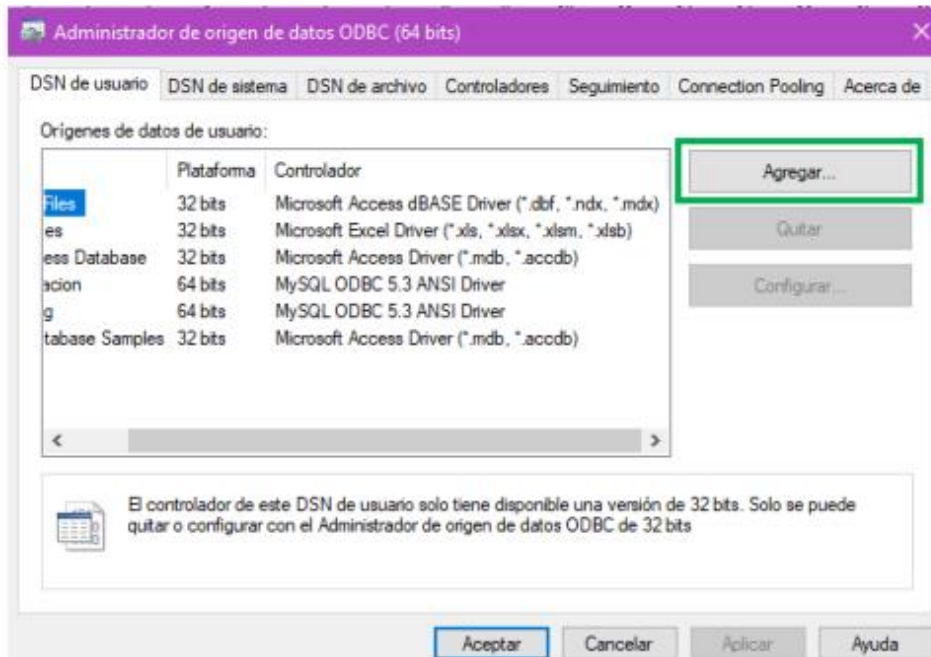 Administrador de origen de datos ODBC (64 bits)
DSN de usuario DSN de sistema DSN de archivo Controladores Seguimiento Connection Pooling Acerca de
Orígenes de datos de usuario:
Plataforma Controlador
Files 32 bits Microsoft Access dBASE Driver (*.dbf, *.ndx, *.mdx)
es 32 bits Microsoft Excel Driver (*.xls, *.xlsx, *.xlsm, *.xlsb)
ess Database 32 bits Microsoft Access Driver (*.mdb, *.accdb)
acion 64 bits MySQL ODBC 5.3 ANSI Driver
g 64 bits MySQL ODBC 5.3 ANSI Driver
tabase Samples 32 bits Microsoft Access Driver (*.mdb, *.accdb)
Agregar...
Quitar
Configurar...
El controlador de este DSN de usuario solo tiene disponible una versión de 32 bits. Solo se puede
quitar o configurar con el Administrador de origen de datos ODBC de 32 bits
Aceptar Cancelar Aplicar Ayuda